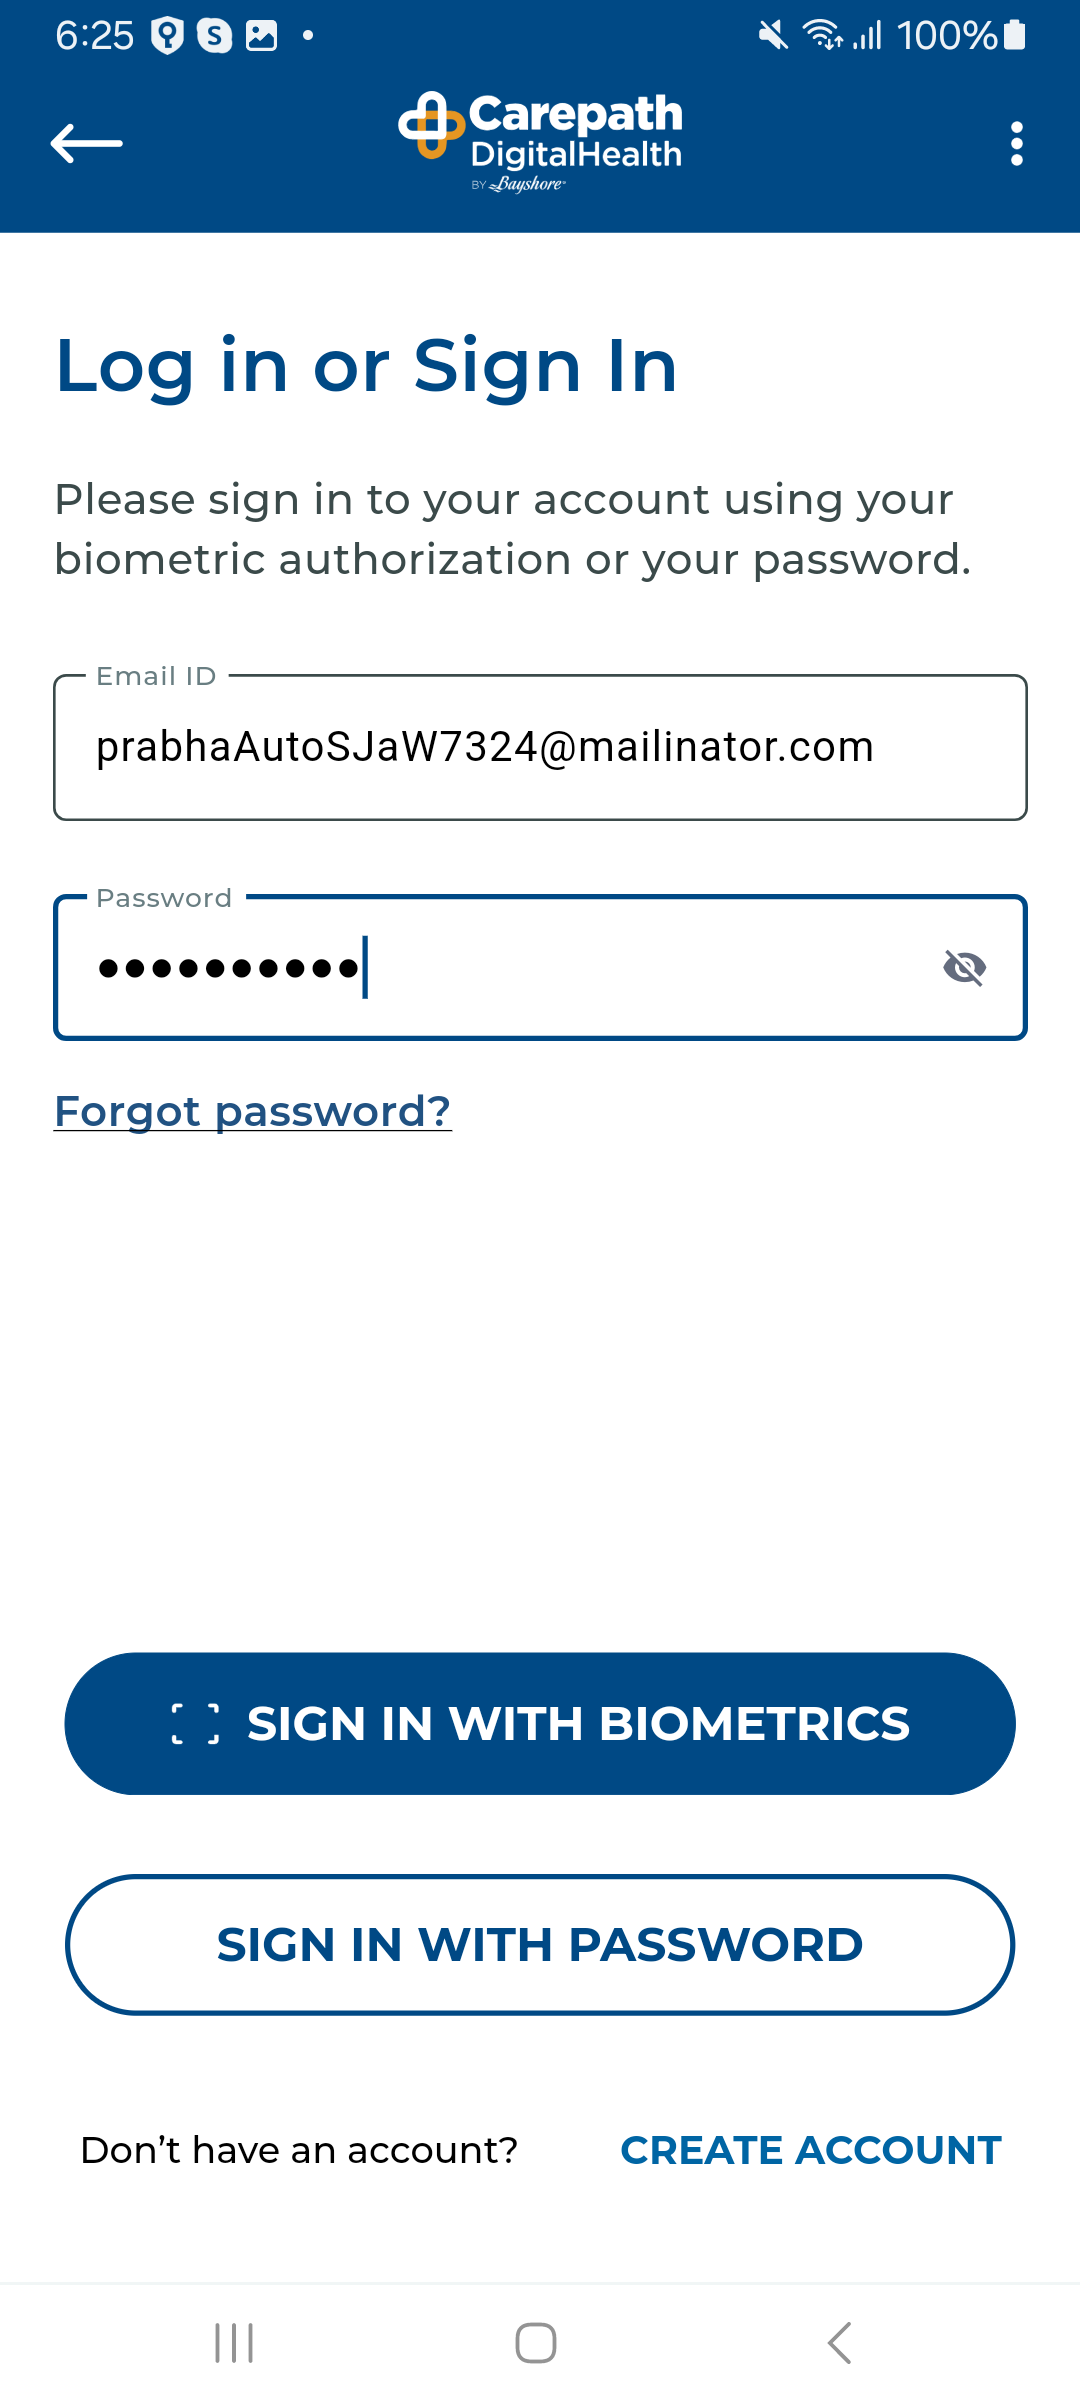 6:25
100%
Carepath
DigitalHealth
BY Bayshore
Log in or Sign In
Please sign in to your account using your
biometric authorization or your password.
Email ID
prabhaAutoSJaW7324@mailinator.com
Password
••••••••••
Forgot password?
SIGN IN WITH BIOMETRICS
SIGN IN WITH PASSWORD
Don’t have an account?
CREATE ACCOUNT